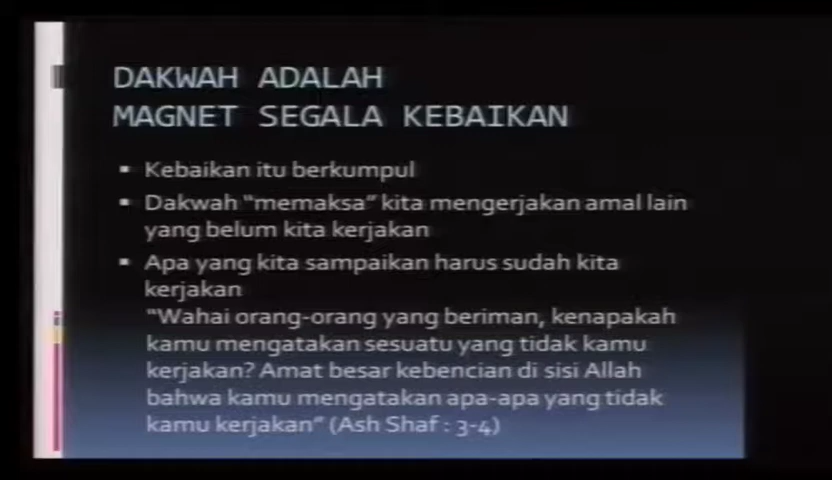 DAKWAH ADALAH
MAGNET SEGALA KEBAIKAN
▪ Kebaikan itu berkumpul
▪ Dakwah “memaksa” kita mengerjakan amal lain
yang belum kita kerjakan
▪ Apa yang kita sampaikan harus sudah kita
kerjakan
“Wahai orang-orang yang beriman, kenapakah
kamu mengatakan sesuatu yang tidak kamu
kerjakan? Amat besar kebencian di sisi Allah
bahwa kamu mengatakan apa-apa yang tidak
kamu kerjakan” (Ash Shaf : 3-4)